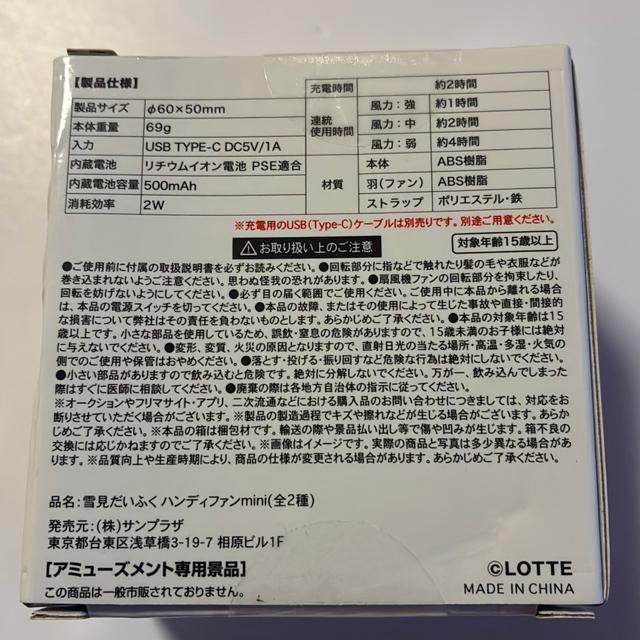 【製品仕様】
製品サイズ φ60×50mm
本体重量 69g
入力 USB TYPE-C DC5V/1A
内蔵電池 リチウムイオン電池 PSE適合
内蔵電池容量 500mAh
消耗効率 2W
充電時間 約2時間
連続使用時間 風力：強 約1時間
風力：中 約2時間
風力：弱 約4時間
材質 本体 ABS樹脂
羽(ファン) ABS樹脂
ストラップ ポリエステル・鉄
※充電用のUSB(Type-C)ケーブルは別売りです。別途ご用意ください。
お取り扱い上のご注意
対象年齢15歳以上
●ご使用前に付属の取扱説明書を必ずお読みください。●回転部分に指などで触れたり髪の毛や衣服などが
巻き込まれないようご注意ください。思わぬ怪我の恐れがあります。●扇風機ファンの回転部分を拘束したり、
回転を妨げないようにしてください。●必ず目の届く範囲でご使用ください。ご使用中に本品から離れる場合
は、本品の電源スイッチを切ってください。●本品の故障、またはその使用によって生じた事故や直接・間接的
な損害について弊社はその責任を負わないものとします。あらかじめご了承ください。●本品の対象年齢は15
歳以上です。小さな部品を使用しているため、誤飲、窒息の危険がありますので、15歳未満のお子様には絶対
に与えないでください。●変形、変質、火災の原因となりますので、直射日光の当たる場所・高温・多湿・火気の
側でのご使用や保管はおやめください。●落とす・投げる・振り回すなど危険な行為は絶対にしないでください。
●小さい部品がありますので飲み込むと危険です。絶対に分解しないでください。万が一、飲み込んでしまった
際はすぐに医師に相談してください。●廃棄の際は各地方自治体の指示に従ってください。
※オークションやフリマサイト、アプリ、二次流通などにおける購入品のお問い合わせにつきましては、対応をお
断りさせていただく場合がございます。※製品の製造過程でキズや擦れなどが生じる場合がございます。あらか
じめご了承ください。※本品の箱は梱包材です。輸送の際や景品払い出し等で傷や凹みが生じます。箱不良の
交換には応じかねますのでご了承ください。※画像はイメージです。実際の商品と写真は多少異なる場合があり
ます。※品質向上や生産時期により、商品の仕様が変更される場合があります。あらかじめご了承ください。
品名：雪見だいふく ハンディファンmini(全2種)
発売元：(株)サンプラザ
東京都台東区浅草橋3-19-7 相原ビル1F
【アミューズメント専用景品】
この商品は一般市販されておりません。
©LOTTE
MADE IN CHINA